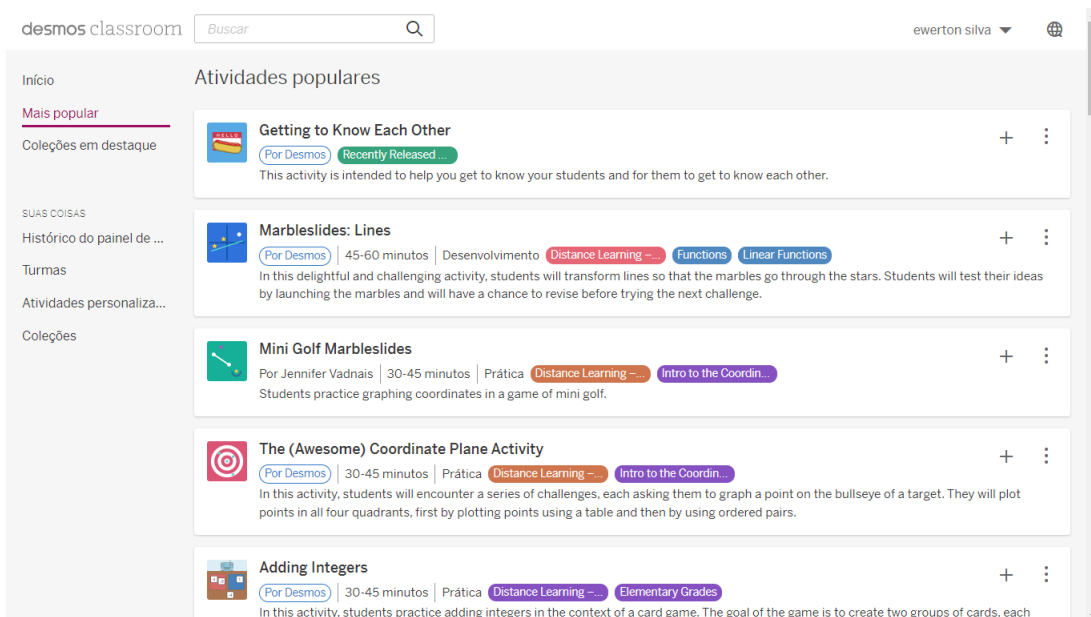 desmos classroom
Buscar
ewerton silva
Início
Mais popular
Coleções em destaque
SUAS COISAS
Histórico do painel de ...
Turmas
Atividades personaliza...
Coleções
Atividades populares
HELLO
Getting to Know Each Other
Por Desmos Recently Released ...
This activity is intended to help you get to know your students and for them to get to know each other.
Marbleslides: Lines
Por Desmos 45-60 minutos Desenvolvimento Distance Learning –... Functions Linear Functions
In this delightful and challenging activity, students will transform lines so that the marbles go through the stars. Students will test their ideas
by launching the marbles and will have a chance to revise before trying the next challenge.
Mini Golf Marbleslides
Por Jennifer Vadnais 30-45 minutos Prática Distance Learning –... Intro to the Coordin...
Students practice graphing coordinates in a game of mini golf.
The (Awesome) Coordinate Plane Activity
Por Desmos 30-45 minutos Prática Distance Learning –... Intro to the Coordin...
In this activity, students will encounter a series of challenges, each asking them to graph a point on the bullseye of a target. They will plot
points in all four quadrants, first by plotting points using a table and then by using ordered pairs.
Adding Integers
Por Desmos 30-45 minutos Prática Distance Learning –... Elementary Grades
In this activity, students practice adding integers in the context of a card game. The goal of the game is to create two groups of cards, each